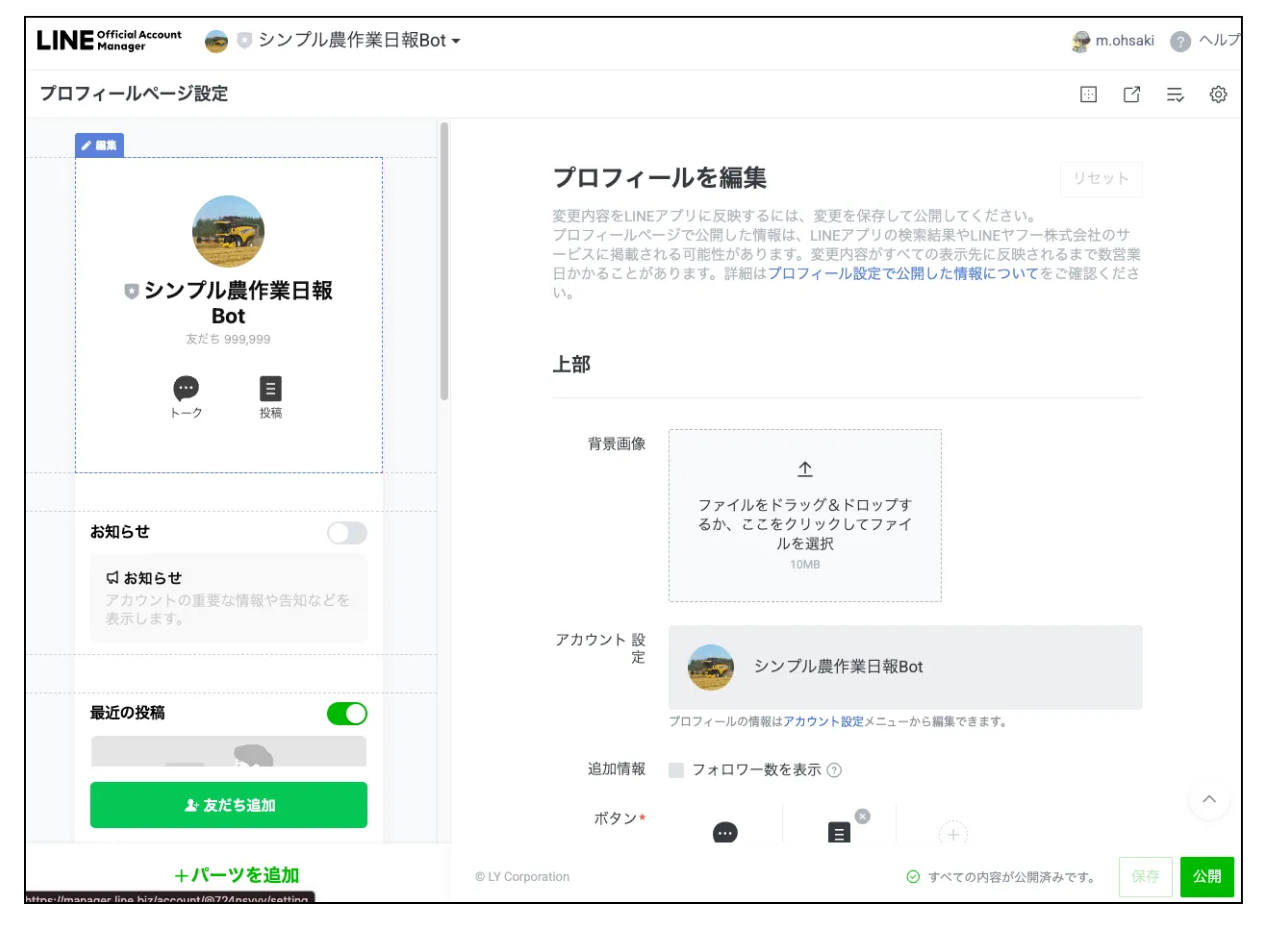 LINE Official Account Manager
シンプル農作業日報Bot
m.ohsaki
? ヘルプ
プロフィールページ設定
編集
シンプル農作業日報
Bot
友だち 999,999
トーク
投稿
お知らせ
お知らせ
アカウントの重要な情報や告知などを
表示します。
最近の投稿
友だち追加
+パーツを追加
プロフィールを編集
リセット
変更内容をLINEアプリに反映するには、変更を保存して公開してください。
プロフィールページで公開した情報は、LINEアプリの検索結果やLINEヤフー株式会社のサ
ービスに掲載される可能性があります。変更内容がすべての表示先に反映されるまで数営業
日かかることがあります。詳細はプロフィール設定で公開した情報についてをご確認くださ
い。
上部
背景画像
ファイルをドラッグ&ドロップす
るか、ここをクリックしてファイ
ルを選択
10MB
アカウント 設
定
シンプル農作業日報Bot
プロフィールの情報はアカウント設定メニューから編集できます。
追加情報
フォロワー数を表示 ?
ボタン*
© LY Corporation
すべての内容が公開済みです。
保存
公開